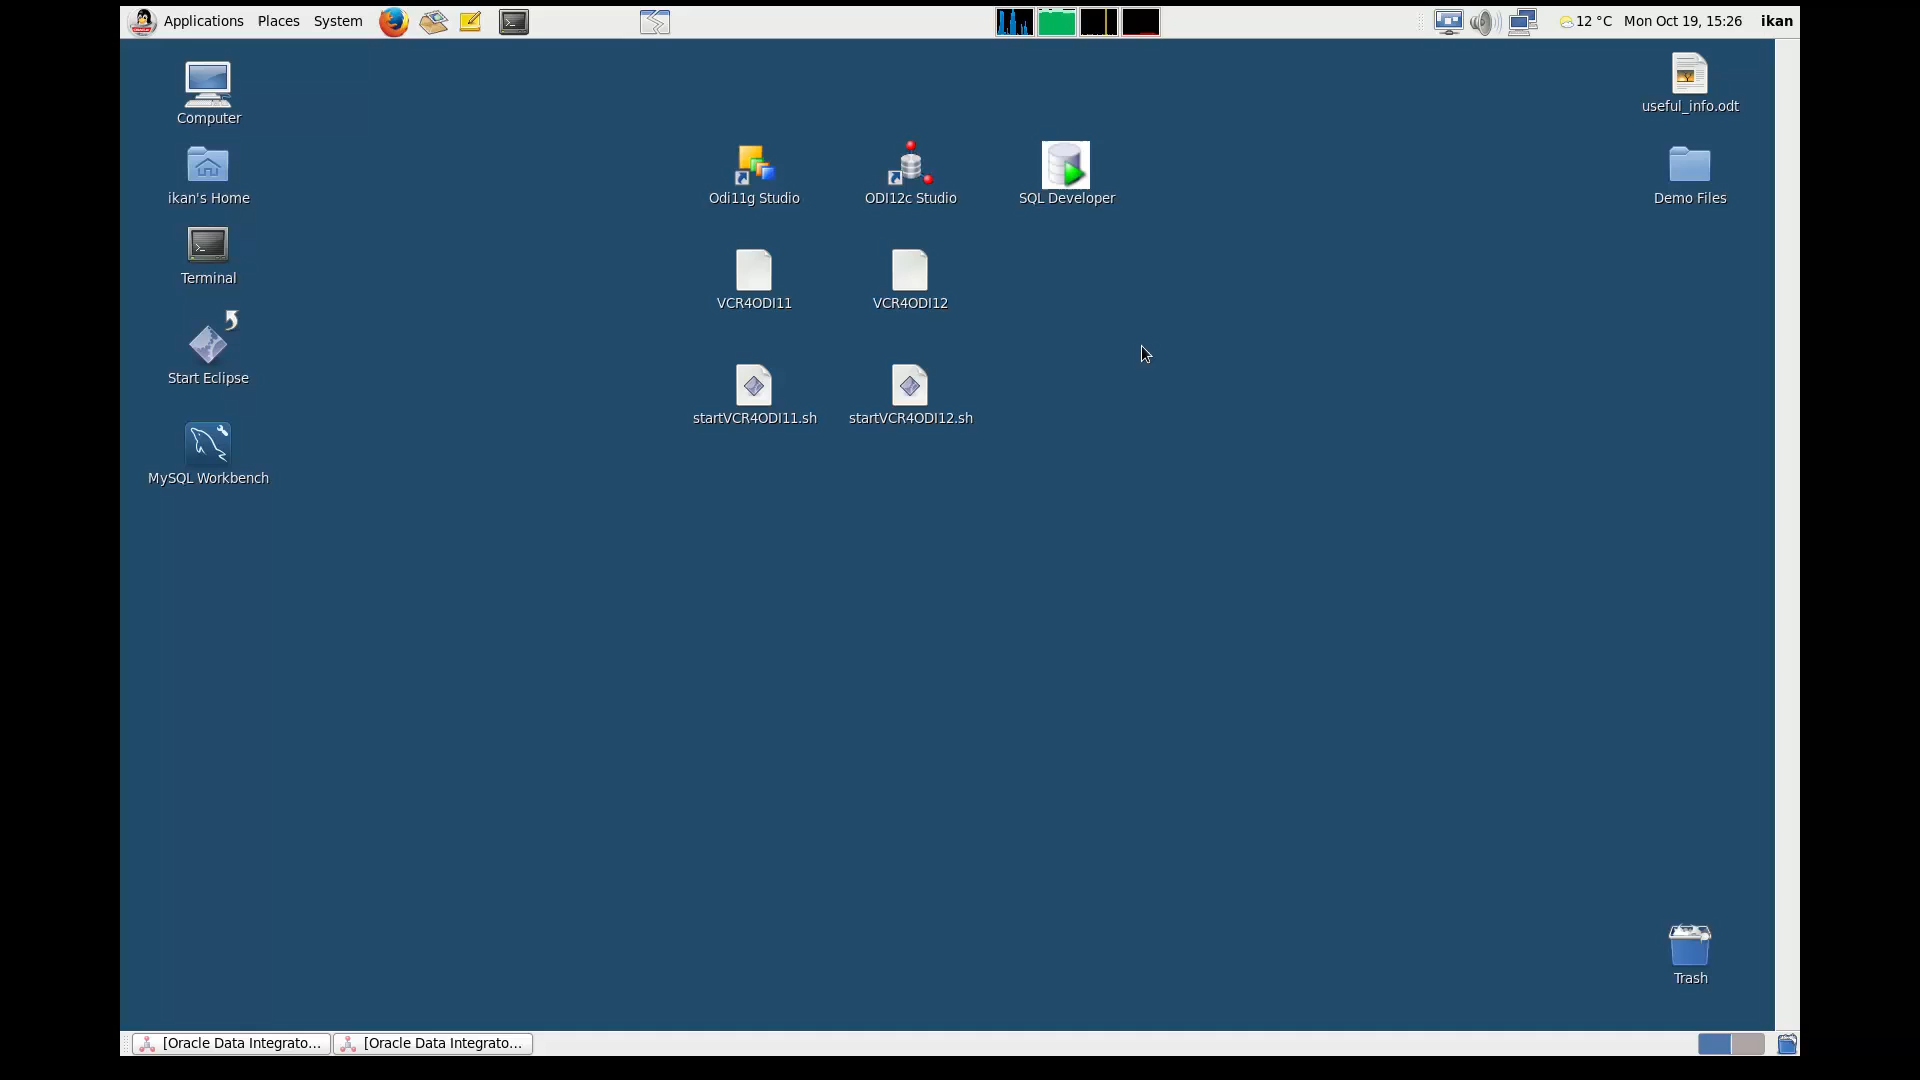 Applications Places System
12 °C Mon Oct 19, 15:26 ikan
Computer
useful_info.odt
ikan's Home
Odi11g Studio
ODI12c Studio
SQL Developer
Demo Files
Terminal
VCR4ODI11
VCR4ODI12
Start Eclipse
startVCR4ODI11.sh
startVCR4ODI12.sh
MySQL Workbench
Trash
[Oracle Data Integrato... [Oracle Data Integrato...